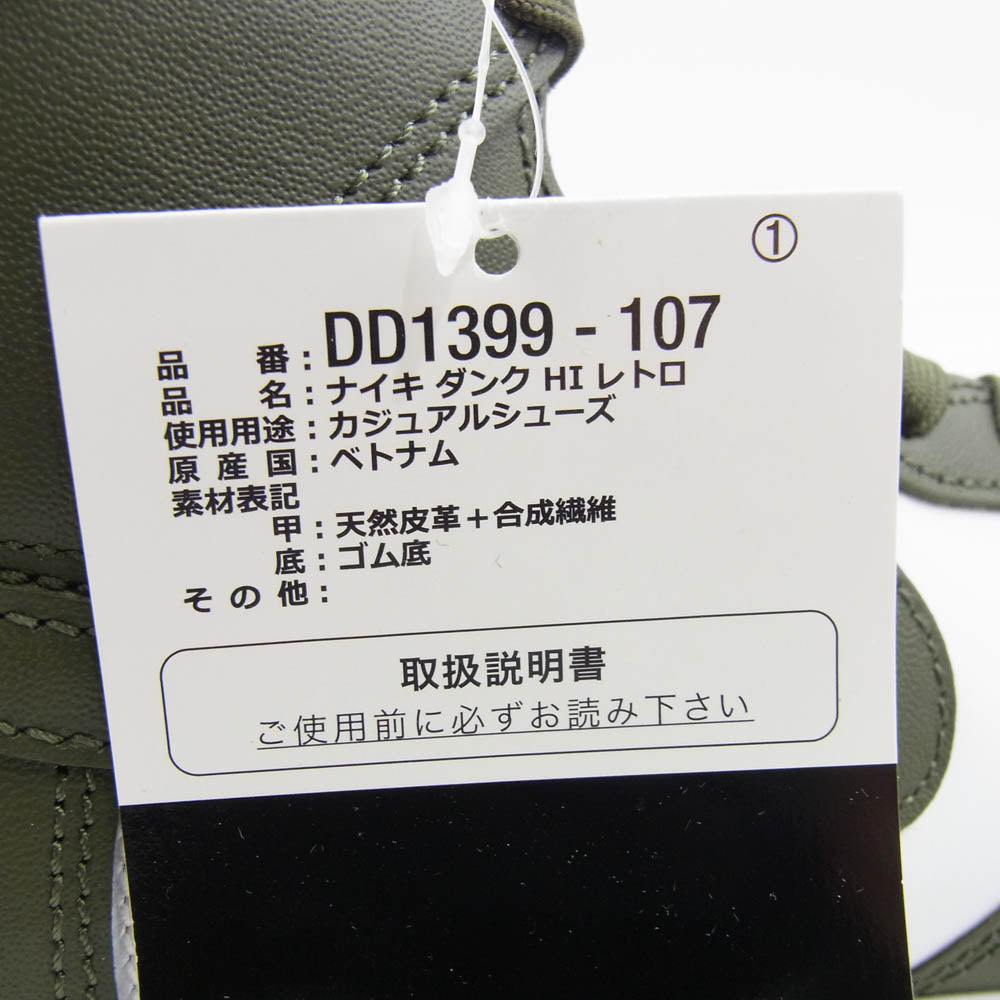 ①
品番：DD1399 - 107
品名：ナイキ ダンク HI レトロ
使用用途：カジュアルシューズ
原産国：ベトナム
素材表記
甲：天然皮革＋合成繊維
底：ゴム底
その他：
取扱説明書
ご使用前に必ずお読み下さい